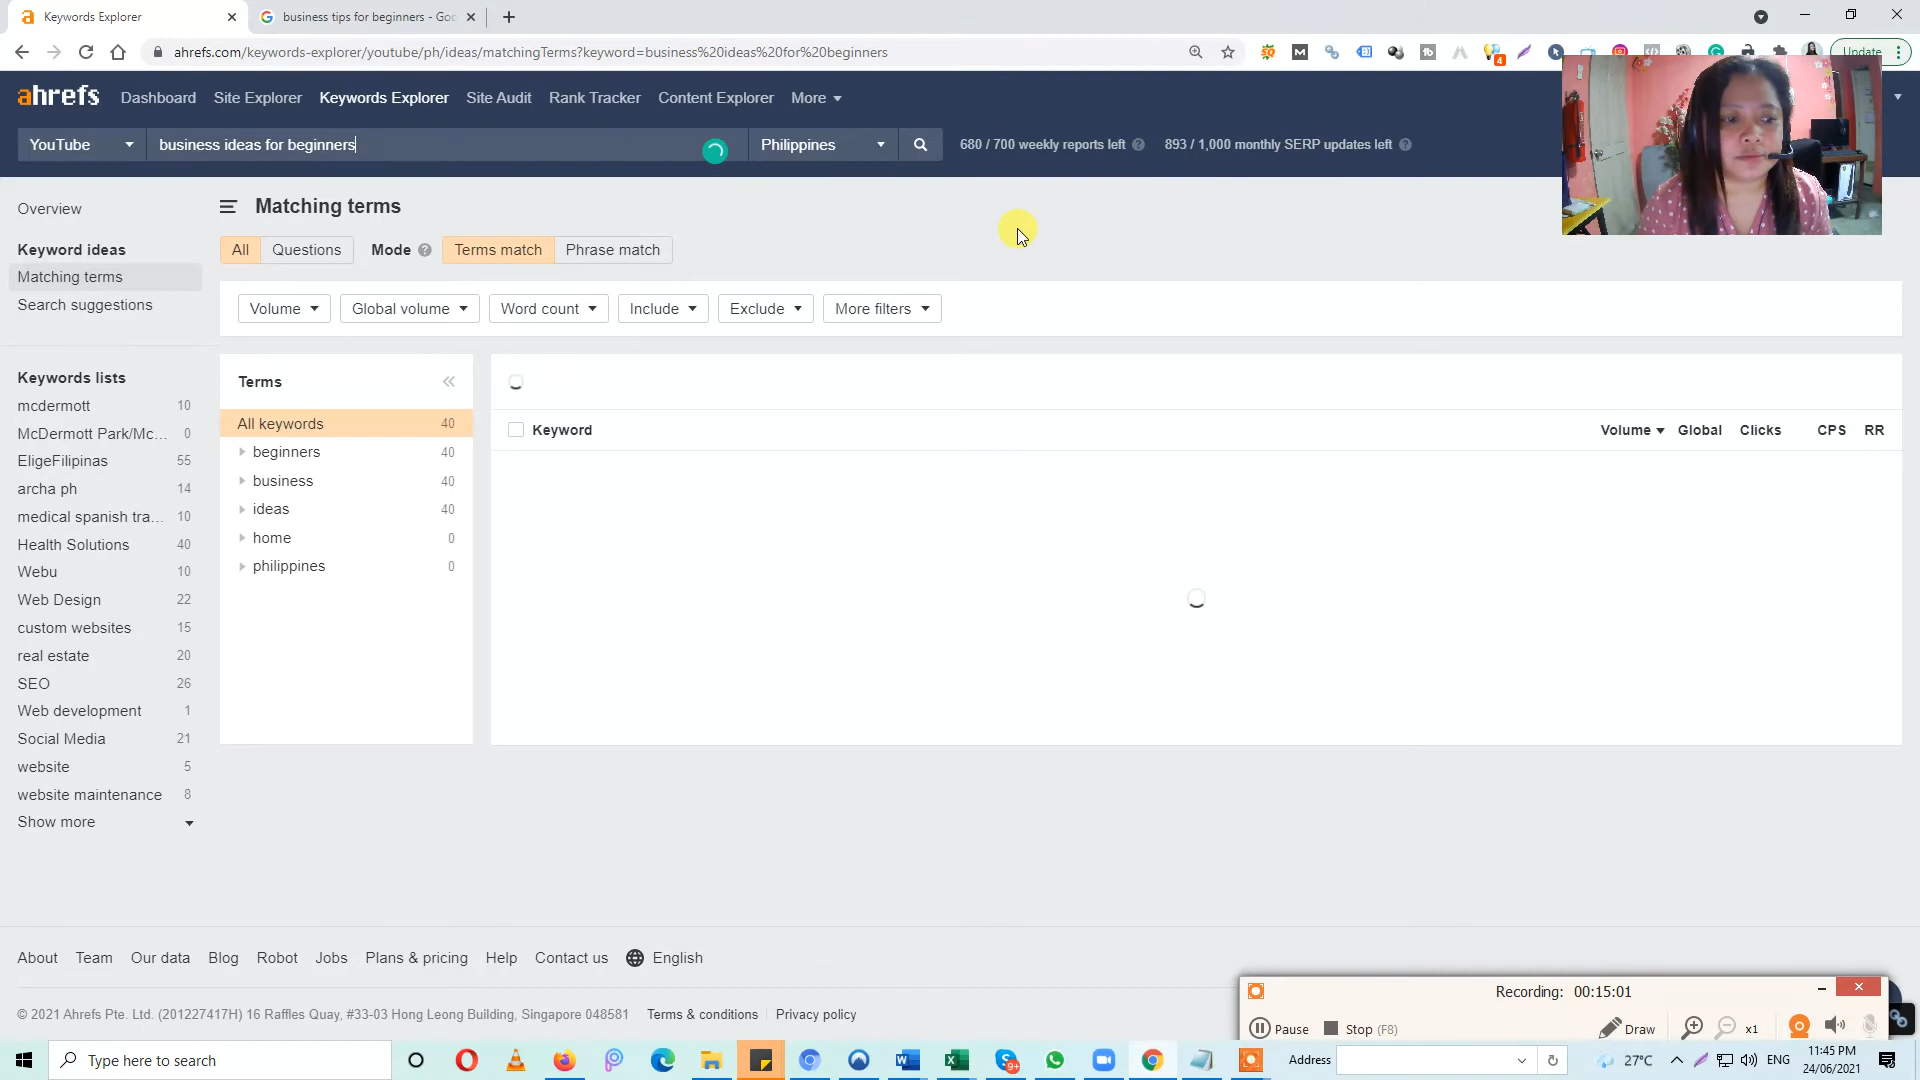 Keywords Explorer
business tips for beginners - Goo
ahrefs.com/keywords-explorer/youtube/ph/ideas/matchingTerms?keyword=business%20ideas%20for%20beginners
Update
ahrefs Dashboard Site Explorer Keywords Explorer Site Audit Rank Tracker Content Explorer More
YouTube business ideas for beginners Philippines 680 / 700 weekly reports left 893 / 1,000 monthly SERP updates left
Overview
Matching terms
Keyword ideas
All Questions Mode Terms match Phrase match
Matching terms
Search suggestions
Volume Global volume Word count Include Exclude More filters
Keywords lists
mcdermott 10
McDermott Park/Mc... 0
EligeFilipinas 55
archa ph 14
medical spanish tra... 10
Health Solutions 40
Webu 10
Web Design 22
custom websites 15
real estate 20
SEO 26
Web development 1
Social Media 21
website 5
website maintenance 8
Show more
Terms
All keywords 40
beginners 40
business 40
ideas 40
home 0
philippines 0
Keyword Volume Global Clicks CPS RR
About Team Our data Blog Robot Jobs Plans & pricing Help Contact us English
© 2021 Ahrefs Pte. Ltd. (201227417H) 16 Raffles Quay, #33-03 Hong Leong Building, Singapore 048581 Terms & conditions Privacy policy
Recording: 00:15:01
Pause Stop (F8) Draw x1
Type here to search
Address
27°C
ENG
11:45 PM
24/06/2021